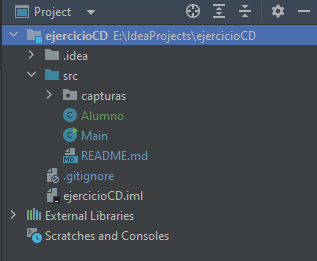 Project
ejercicioCD E:\IdeaProjects\ejercicioCD
.idea
src
capturas
Alumno
Main
README.md
.gitignore
ejercicioCD.iml
External Libraries
Scratches and Consoles